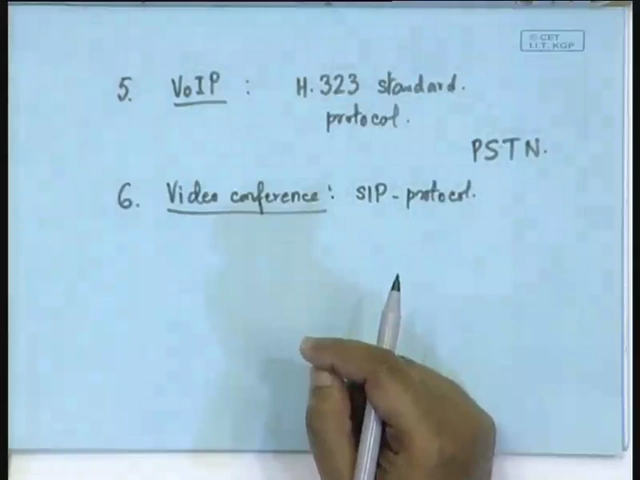 © CET
I.I.T. KGP
5. VoIP : H.323 standard.
protocol.
PSTN.
6. Video conference : SIP - protocol.